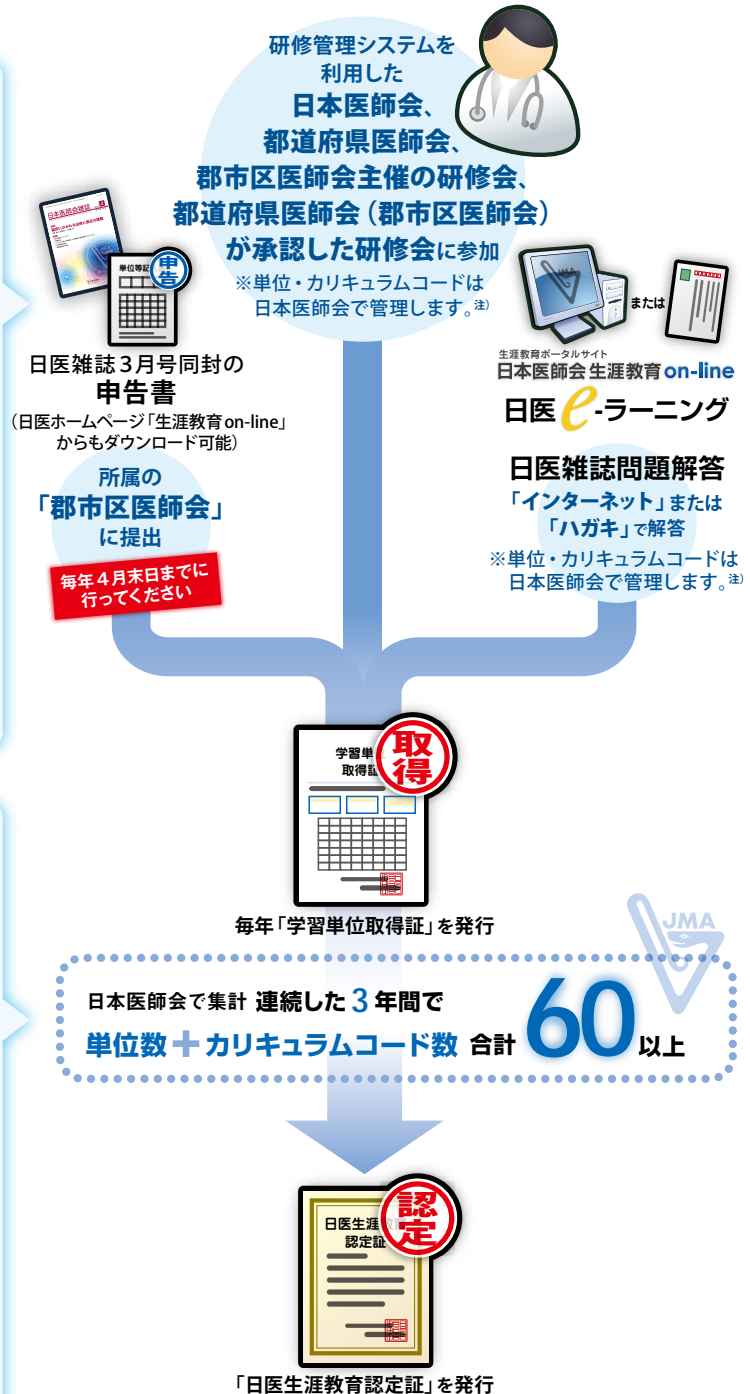 研修管理システムを
利用した
日本医師会、
都道府県医師会、
郡市区医師会主催の研修会、
都道府県医師会（郡市区医師会）
が承認した研修会に参加
※単位・カリキュラムコードは
日本医師会で管理します。注）
日本医師会雑誌
単位等記
申告
日医雑誌3月号同封の
申告書
（日医ホームページ「生涯教育on-line」
からもダウンロード可能）
所属の
「郡市区医師会」
に提出
毎年4月末日までに
行ってください
JMA
または
生涯教育ポータルサイト
日本医師会生涯教育on-line
日医e-ラーニング
日医雑誌問題解答
「インターネット」または
「ハガキ」で解答
※単位・カリキュラムコードは
日本医師会で管理します。注）
学習単
取得証
取得
毎年「学習単位取得証」を発行
JMA
日本医師会で集計 連続した3年間で
単位数＋カリキュラムコード数 合計60以上
日医生涯教育
認定証
認定
「日医生涯教育認定証」を発行